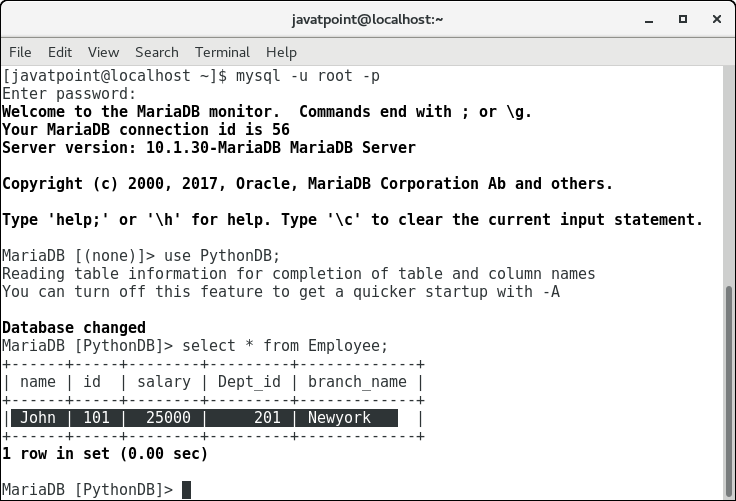 javatpoint@localhost:~
File Edit View Search Terminal Help
[javatpoint@localhost ~]$ mysql -u root -p
Enter password:
Welcome to the MariaDB monitor.  Commands end with ; or \g.
Your MariaDB connection id is 56
Server version: 10.1.30-MariaDB MariaDB Server
Copyright (c) 2000, 2017, Oracle, MariaDB Corporation Ab and others.
Type 'help;' or '\h' for help. Type '\c' to clear the current input statement.
MariaDB [(none)]> use PythonDB;
Reading table information for completion of table and column names
You can turn off this feature to get a quicker startup with -A
Database changed
MariaDB [PythonDB]> select * from Employee;
+------+-----+--------+---------+-------------+
| name | id  | salary | Dept_id | branch_name |
+------+-----+--------+---------+-------------+
| John | 101 |  25000 |     201 | Newyork     |
+------+-----+--------+---------+-------------+
1 row in set (0.00 sec)
MariaDB [PythonDB]>